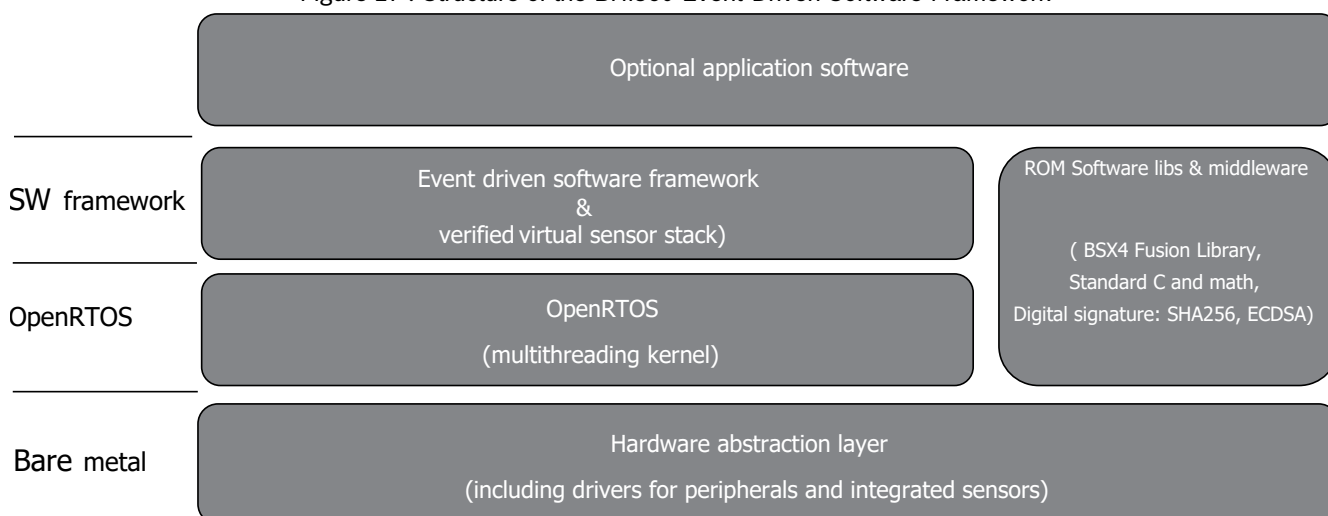 Optional application software
SW framework
Event driven software framework
&
verified virtual sensor stack)
ROM Software libs & middleware
( BSX4 Fusion Library,
Standard C and math,
Digital signature: SHA256, ECDSA)
OpenRTOS
OpenRTOS
(multithreading kernel)
Bare metal
Hardware abstraction layer
(including drivers for peripherals and integrated sensors)